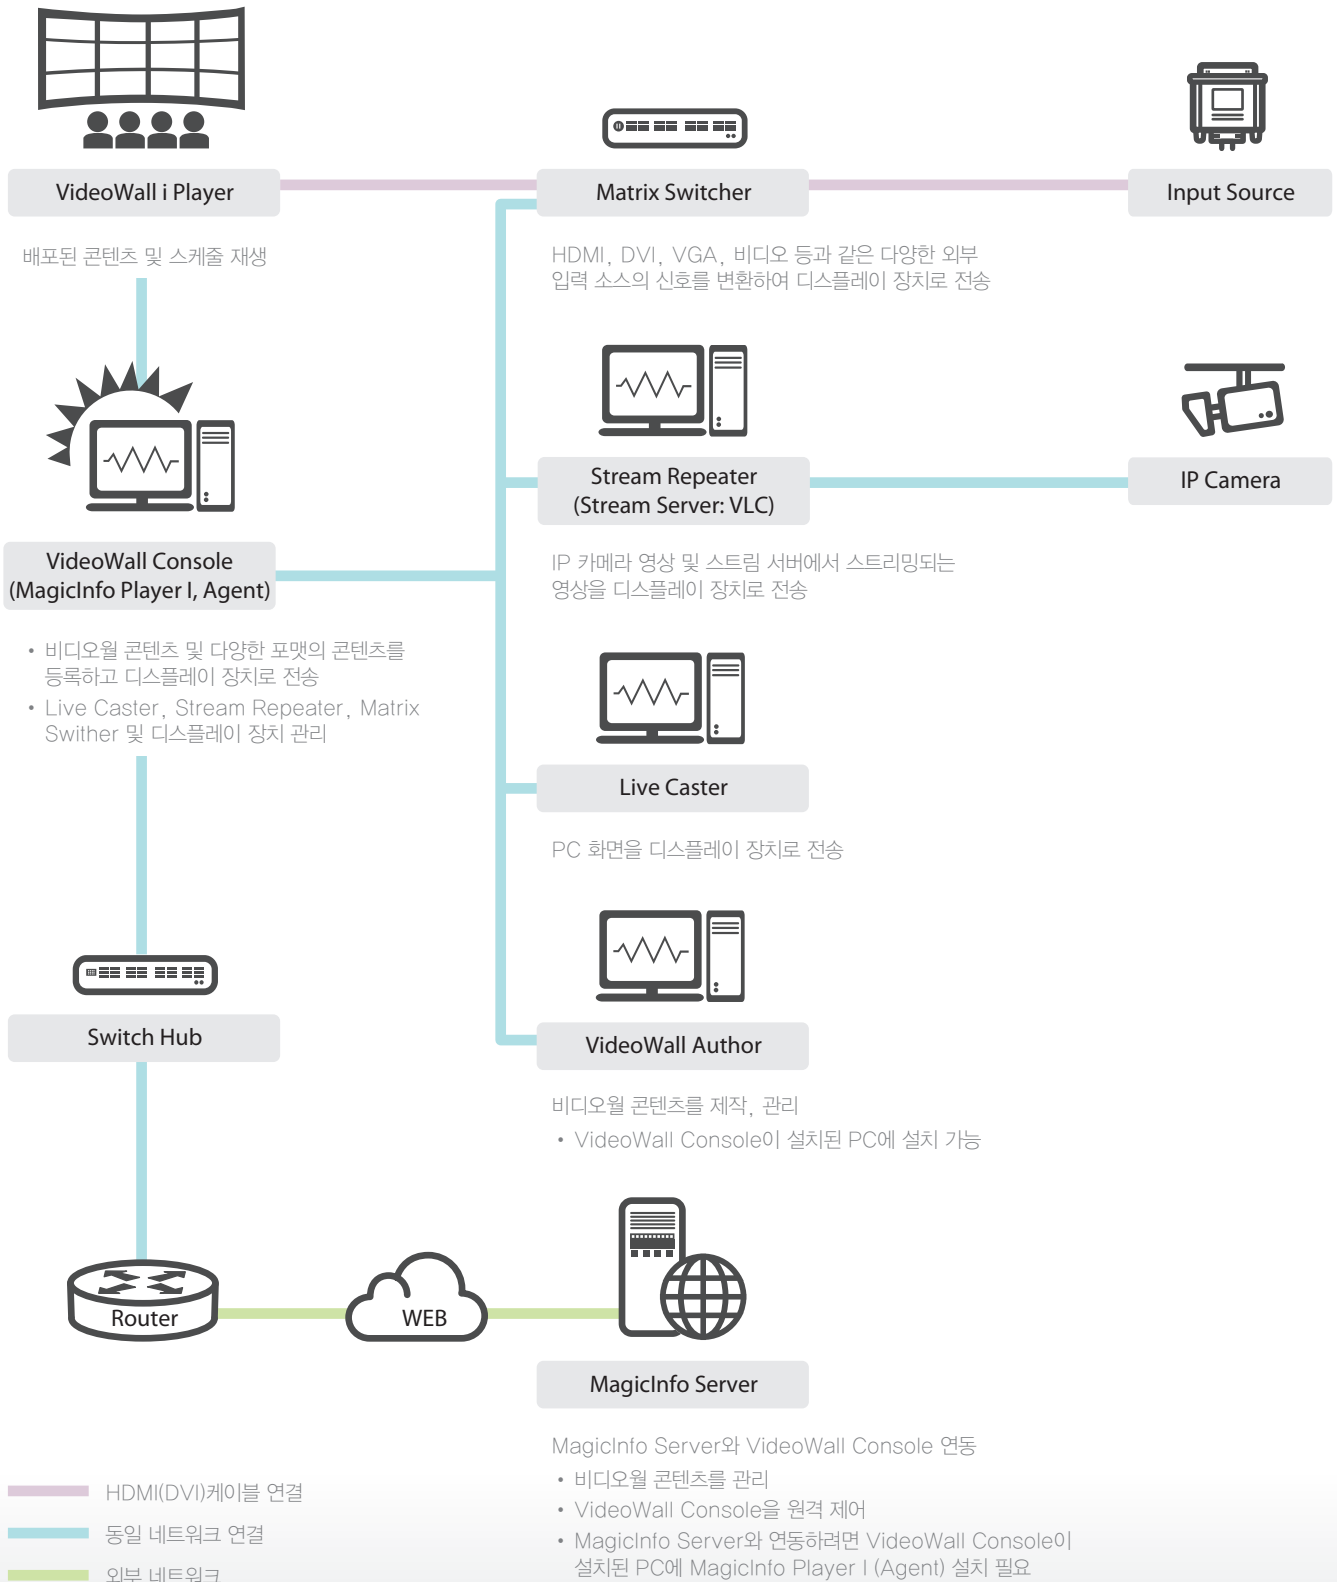 VideoWall i Player
Matrix Switcher
Input Source
배포된 콘텐츠 및 스케줄 재생
HDMI, DVI, VGA, 비디오 등과 같은 다양한 외부
입력 소스의 신호를 변환하여 디스플레이 장치로 전송
Stream Repeater
(Stream Server: VLC)
IP Camera
IP 카메라 영상 및 스트림 서버에서 스트리밍되는
영상을 디스플레이 장치로 전송
VideoWall Console
(MagicInfo Player I, Agent)
• 비디오월 콘텐츠 및 다양한 포맷의 콘텐츠를
등록하고 디스플레이 장치로 전송
• Live Caster, Stream Repeater, Matrix
Swither 및 디스플레이 장치 관리
Live Caster
PC 화면을 디스플레이 장치로 전송
Switch Hub
VideoWall Author
비디오월 콘텐츠를 제작, 관리
• VideoWall Console이 설치된 PC에 설치 가능
Router
WEB
MagicInfo Server
MagicInfo Server와 VideoWall Console 연동
• 비디오월 콘텐츠를 관리
• VideoWall Console을 원격 제어
• MagicInfo Server와 연동하려면 VideoWall Console이
설치된 PC에 MagicInfo Player I (Agent) 설치 필요
HDMI(DVI)케이블 연결
동일 네트워크 연결
외부 네트워크